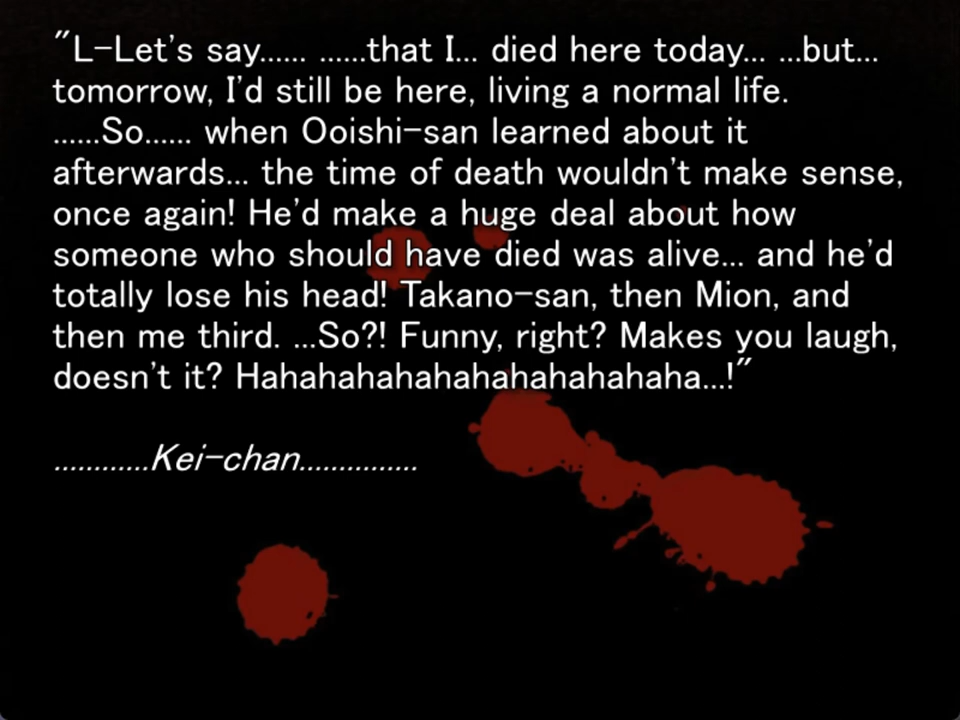 "L-Let's say...... ......that I... died here today... ...but...
tomorrow, I'd still be here, living a normal life.
......So...... when Ooishi-san learned about it
afterwards... the time of death wouldn't make sense,
once again! He'd make a huge deal about how
someone who should have died was alive... and he'd
totally lose his head! Takano-san, then Mion, and
then me third. ...So?! Funny, right? Makes you laugh,
doesn't it? Hahahahahahahahahahahaha...!"
............Kei-chan...............